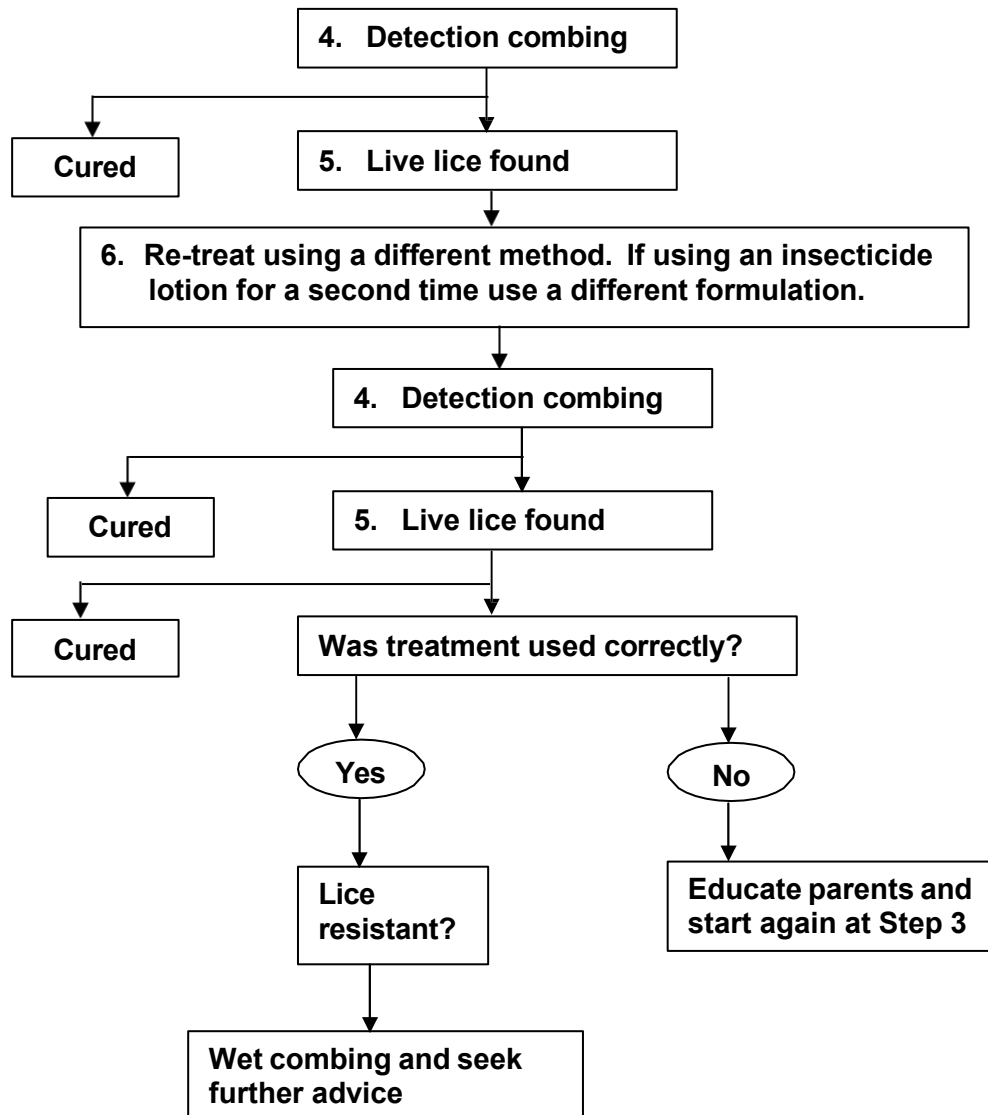 4. Detection combing
Cured
5. Live lice found
6. Re-treat using a different method. If using an insecticide
lotion for a second time use a different formulation.
4. Detection combing
Cured
5. Live lice found
Cured
Was treatment used correctly?
Yes
No
Lice
resistant?
Educate parents and
start again at Step 3
Wet combing and seek
further advice